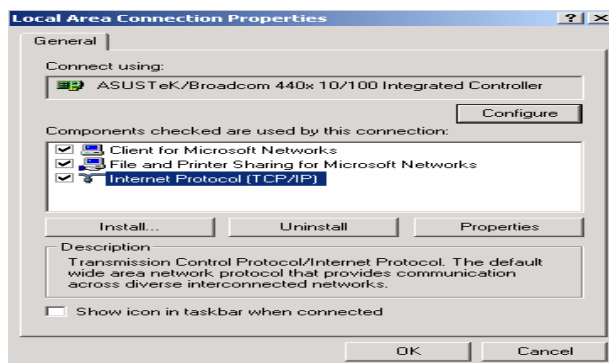 Local Area Connection Properties
General
Connect using:
ASUSTeK/Broadcom 440x 10/100 Integrated Controller
Configure
Components checked are used by this connection:
Client for Microsoft Networks
File and Printer Sharing for Microsoft Networks
Internet Protocol (TCP/IP)
Install...
Uninstall
Properties
Description
Transmission Control Protocol/Internet Protocol. The default
wide area network protocol that provides communication
across diverse interconnected networks.
Show icon in taskbar when connected
OK
Cancel